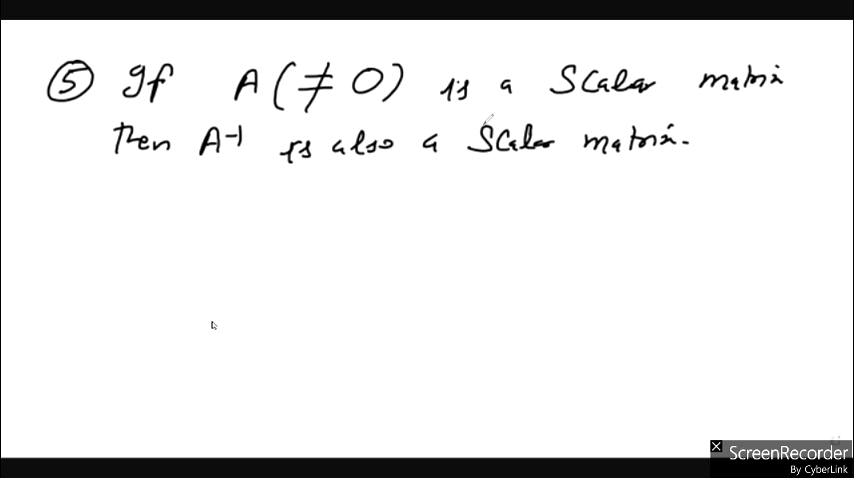 ⑤ If A (≠ 0) is a Scalar matrix
then A-1 is also a Scalar matrix.
ScreenRecorder
By CyberLink